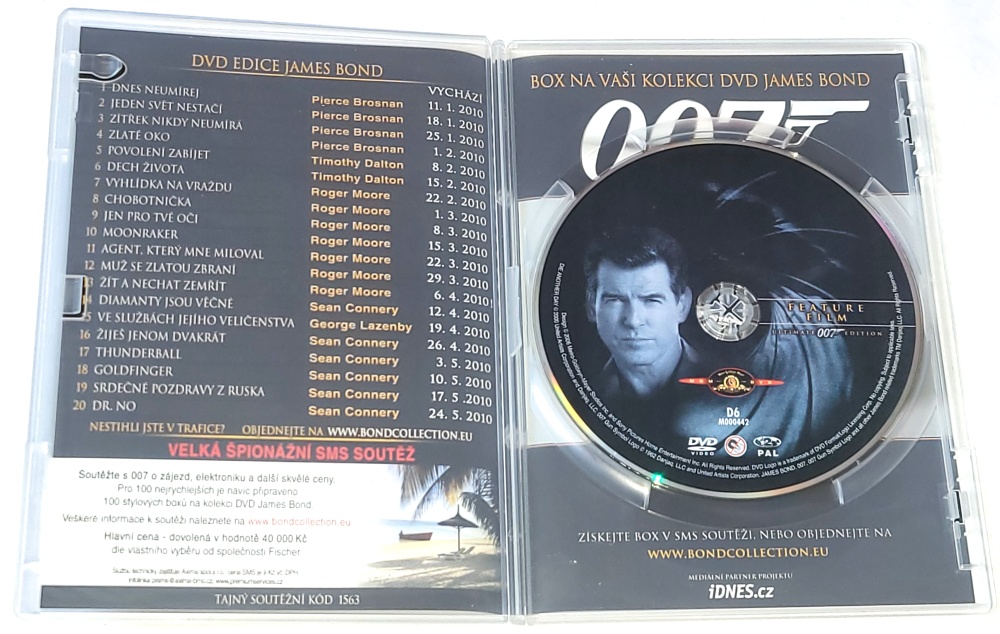 DVD EDICE JAMES BOND
VYCHÁZÍ
1 DNES NEUMÍREJ Pierce Brosnan 11. 1. 2010
2 JEDEN SVĚT NESTAČÍ Pierce Brosnan 18. 1. 2010
3 ZÍTŘEK NIKDY NEUMÍRÁ Pierce Brosnan 25. 1. 2010
4 ZLATÉ OKO Pierce Brosnan 1. 2. 2010
5 POVOLENÍ ZABÍJET Timothy Dalton 8. 2. 2010
6 DECH ŽIVOTA Timothy Dalton 15. 2. 2010
7 VYHLÍDKA NA VRAŽDU Roger Moore 22. 2. 2010
8 CHOBOTNIČKA Roger Moore 1. 3. 2010
9 JEN PRO TVÉ OČI Roger Moore 8. 3. 2010
10 MOONRAKER Roger Moore 15. 3. 2010
11 AGENT, KTERÝ MNE MILOVAL Roger Moore 22. 3. 2010
12 MUŽ SE ZLATOU ZBRANÍ Roger Moore 29. 3. 2010
13 ŽÍT A NECHAT ZEMŘÍT Roger Moore 6. 4. 2010
14 DIAMANTY JSOU VĚČNÉ Sean Connery 12. 4. 2010
15 VE SLUŽBÁCH JEJÍHO VELIČENSTVA George Lazenby 19. 4. 2010
16 ŽIJEŠ JENOM DVAKRÁT Sean Connery 26. 4. 2010
17 THUNDERBALL Sean Connery 3. 5. 2010
18 GOLDFINGER Sean Connery 10. 5. 2010
19 SRDEČNÉ POZDRAVY Z RUSKA Sean Connery 17. 5 .2010
20 DR. NO Sean Connery 24. 5. 2010
NESTIHLI JSTE V TRAFICE? OBJEDNEJTE NA WWW.BONDCOLLECTION.EU
VELKÁ ŠPIONÁŽNÍ SMS SOUTĚŽ
Soutěžte s 007 o zájezd, elektroniku a další skvělé ceny.
Pro 100 nejrychlejších je navíc připraveno
100 stylových boxů na kolekci DVD James Bond.
Veškeré informace k soutěži naleznete na www.bondcollection.eu
Hlavní cena - dovolená v hodnotě 40 000 Kč
dle vlastního výběru od společnosti Fischer
TAJNÝ SOUTĚŽNÍ KÓD 1563
BOX NA VAŠI KOLEKCI DVD JAMES BOND
007
FEATURE
FILM
ULTIMATE 007 EDITION
D6
M000442
DVD
VIDEO
PAL
ZÍSKEJTE BOX V SMS SOUTĚŽI, NEBO OBJEDNEJTE NA
WWW.BONDCOLLECTION.EU
MEDIÁLNÍ PARTNER PROJEKTU
iDNES.cz